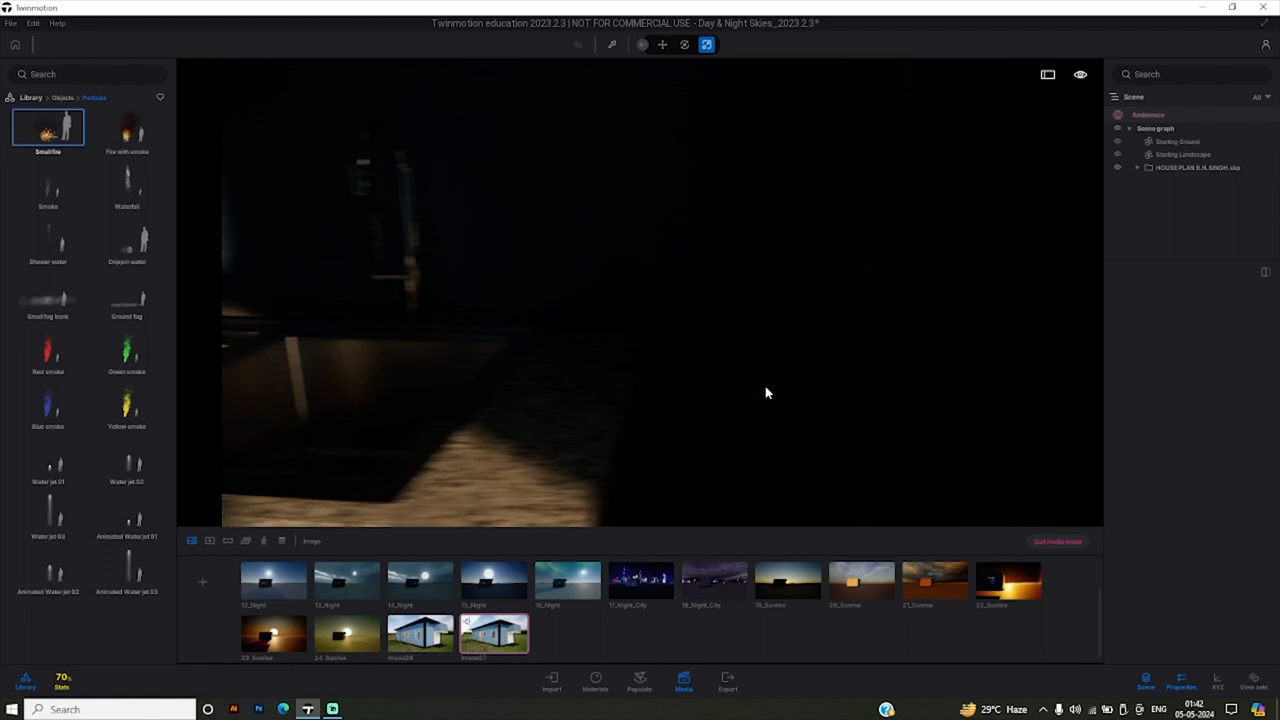 Twinmotion
File Edit Help
Twinmotion education 2023.2.3 | NOT FOR COMMERCIAL USE - Day & Night Skies_2023.2.3*
Search
Library > Objects > Particles
Small fire
Fire with smoke
Smoke
Waterfall
Shower water
Drippin water
Small fog bank
Ground fog
Red smoke
Green smoke
Blue smoke
Yellow smoke
Water jet 01
Water jet 02
Water jet 03
Animated Water jet 01
Animated Water jet 02
Animated Water jet 03
Search
Scene
All
Ambience
Scene graph
Starting Ground
Starting Landscape
HOUSE PLAN B.N.SINGH.skp
Image
Quit media mode
12_Night
13_Night
14_Night
15_Night
16_Night
17_Night_City
18_Night_City
19_Sunrise
20_Sunrise
21_Sunrise
22_Sunrise
23_Sunrise
24_Sunrise
Image26
Image27
Library
70%
Stats
Import
Materials
Populate
Media
Export
Scene
Properties
XYZ
View sets
Search
29°C Haze
ENG
01:42
05-05-2024